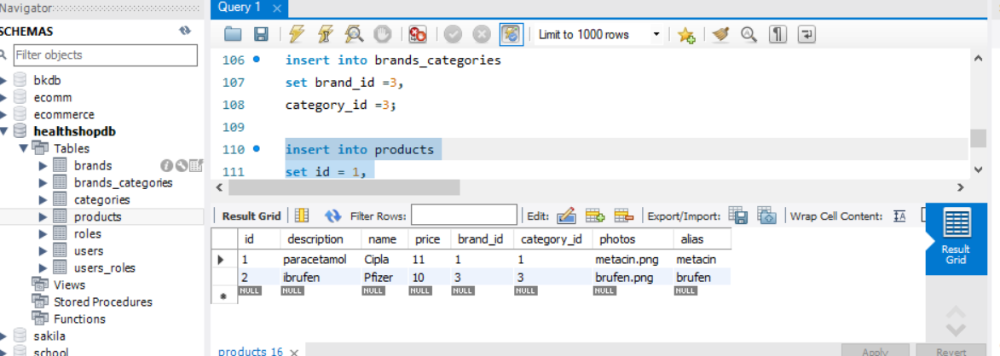 Navigator
Query 1
SCHEMAS
Filter objects
bkdb
ecomm
ecommerce
healthshopdb
Tables
brands
brands_categories
categories
products
roles
users
users_roles
Views
Stored Procedures
Functions
sakila
school
Limit to 1000 rows
106 insert into brands_categories
107 set brand_id =3,
108 category_id =3;
109
110 insert into products
111 set id = 1,
Result Grid Filter Rows: Edit: Export/Import: Wrap Cell Content:
id description name price brand_id category_id photos alias
1 paracetamol Cipla 11 1 1 metacin.png metacin
2 ibrufen Pfizer 10 3 3 brufen.png brufen
NULL NULL NULL NULL NULL NULL NULL NULL
Result
Grid
products 16
Apply Revert